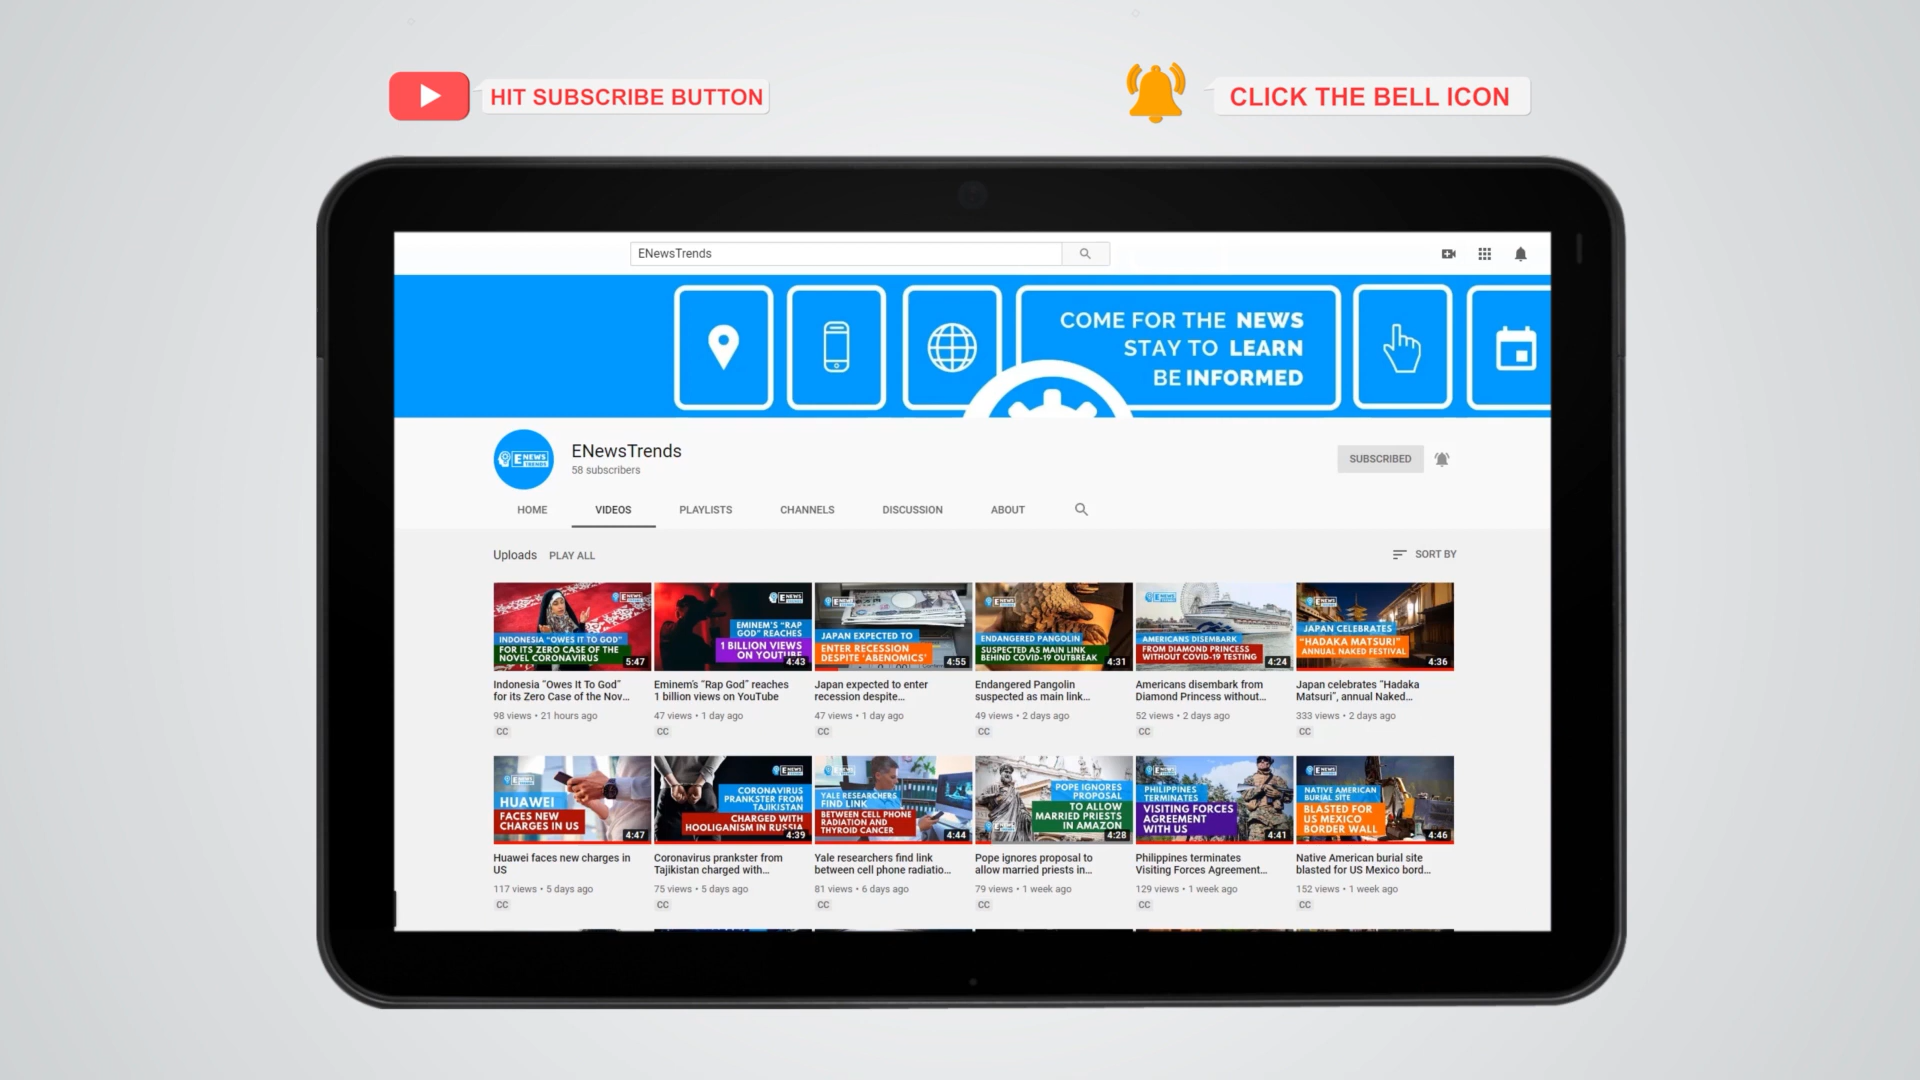 HIT SUBSCRIBE BUTTON
CLICK THE BELL ICON
ENewsTrends
COME FOR THE NEWS
STAY TO LEARN
BE INFORMED
E NEWS
TRENDS
ENewsTrends
58 subscribers
SUBSCRIBED
HOME VIDEOS PLAYLISTS CHANNELS DISCUSSION ABOUT
Uploads PLAY ALL
SORT BY
INDONESIA "OWES IT TO GOD"
FOR ITS ZERO CASE OF THE
NOVEL CORONAVIRUS
5:47
EMINEM'S "RAP
GOD" REACHES
1 BILLION VIEWS
ON YOUTUBE
4:43
JAPAN EXPECTED TO
ENTER RECESSION
DESPITE 'ABENOMICS'
4:55
ENDANGERED PANGOLIN
SUSPECTED AS MAIN LINK
BEHIND COVID-19 OUTBREAK
4:31
AMERICANS DISEMBARK
FROM DIAMOND PRINCESS
WITHOUT COVID-19 TESTING
4:24
JAPAN CELEBRATES
"HADAKA MATSURI"
ANNUAL NAKED FESTIVAL
4:36
Indonesia "Owes It To God"
for its Zero Case of the Nov...
98 views • 21 hours ago
CC
Eminem's "Rap God" reaches
1 billion views on YouTube
47 views • 1 day ago
CC
Japan expected to enter
recession despite...
47 views • 1 day ago
CC
Endangered Pangolin
suspected as main link...
49 views • 2 days ago
CC
Americans disembark from
Diamond Princess without...
52 views • 2 days ago
CC
Japan celebrates "Hadaka
Matsuri", annual Naked...
333 views • 2 days ago
CC
HUAWEI
FACES NEW
CHARGES IN US
4:47
CORONAVIRUS
PRANKSTER FROM
TAJIKISTAN
CHARGED WITH
HOOLIGANISM IN RUSSIA
4:39
YALE RESEARCHERS
FIND LINK
BETWEEN CELL PHONE
RADIATION AND
THYROID CANCER
4:44
POPE IGNORES
PROPOSAL
TO ALLOW
MARRIED PRIESTS
IN AMAZON
4:28
PHILIPPINES
TERMINATES
VISITING FORCES
AGREEMENT
WITH US
4:41
NATIVE AMERICAN
BURIAL SITE
BLASTED FOR
US MEXICO
BORDER WALL
4:46
Huawei faces new charges in
US
117 views • 5 days ago
CC
Coronavirus prankster from
Tajikistan charged with...
75 views • 5 days ago
CC
Yale researchers find link
between cell phone radiatio...
81 views • 6 days ago
CC
Pope ignores proposal to
allow married priests in...
79 views • 1 week ago
CC
Philippines terminates
Visiting Forces Agreement...
129 views • 1 week ago
CC
Native American burial site
blasted for US Mexico bord...
152 views • 1 week ago
CC